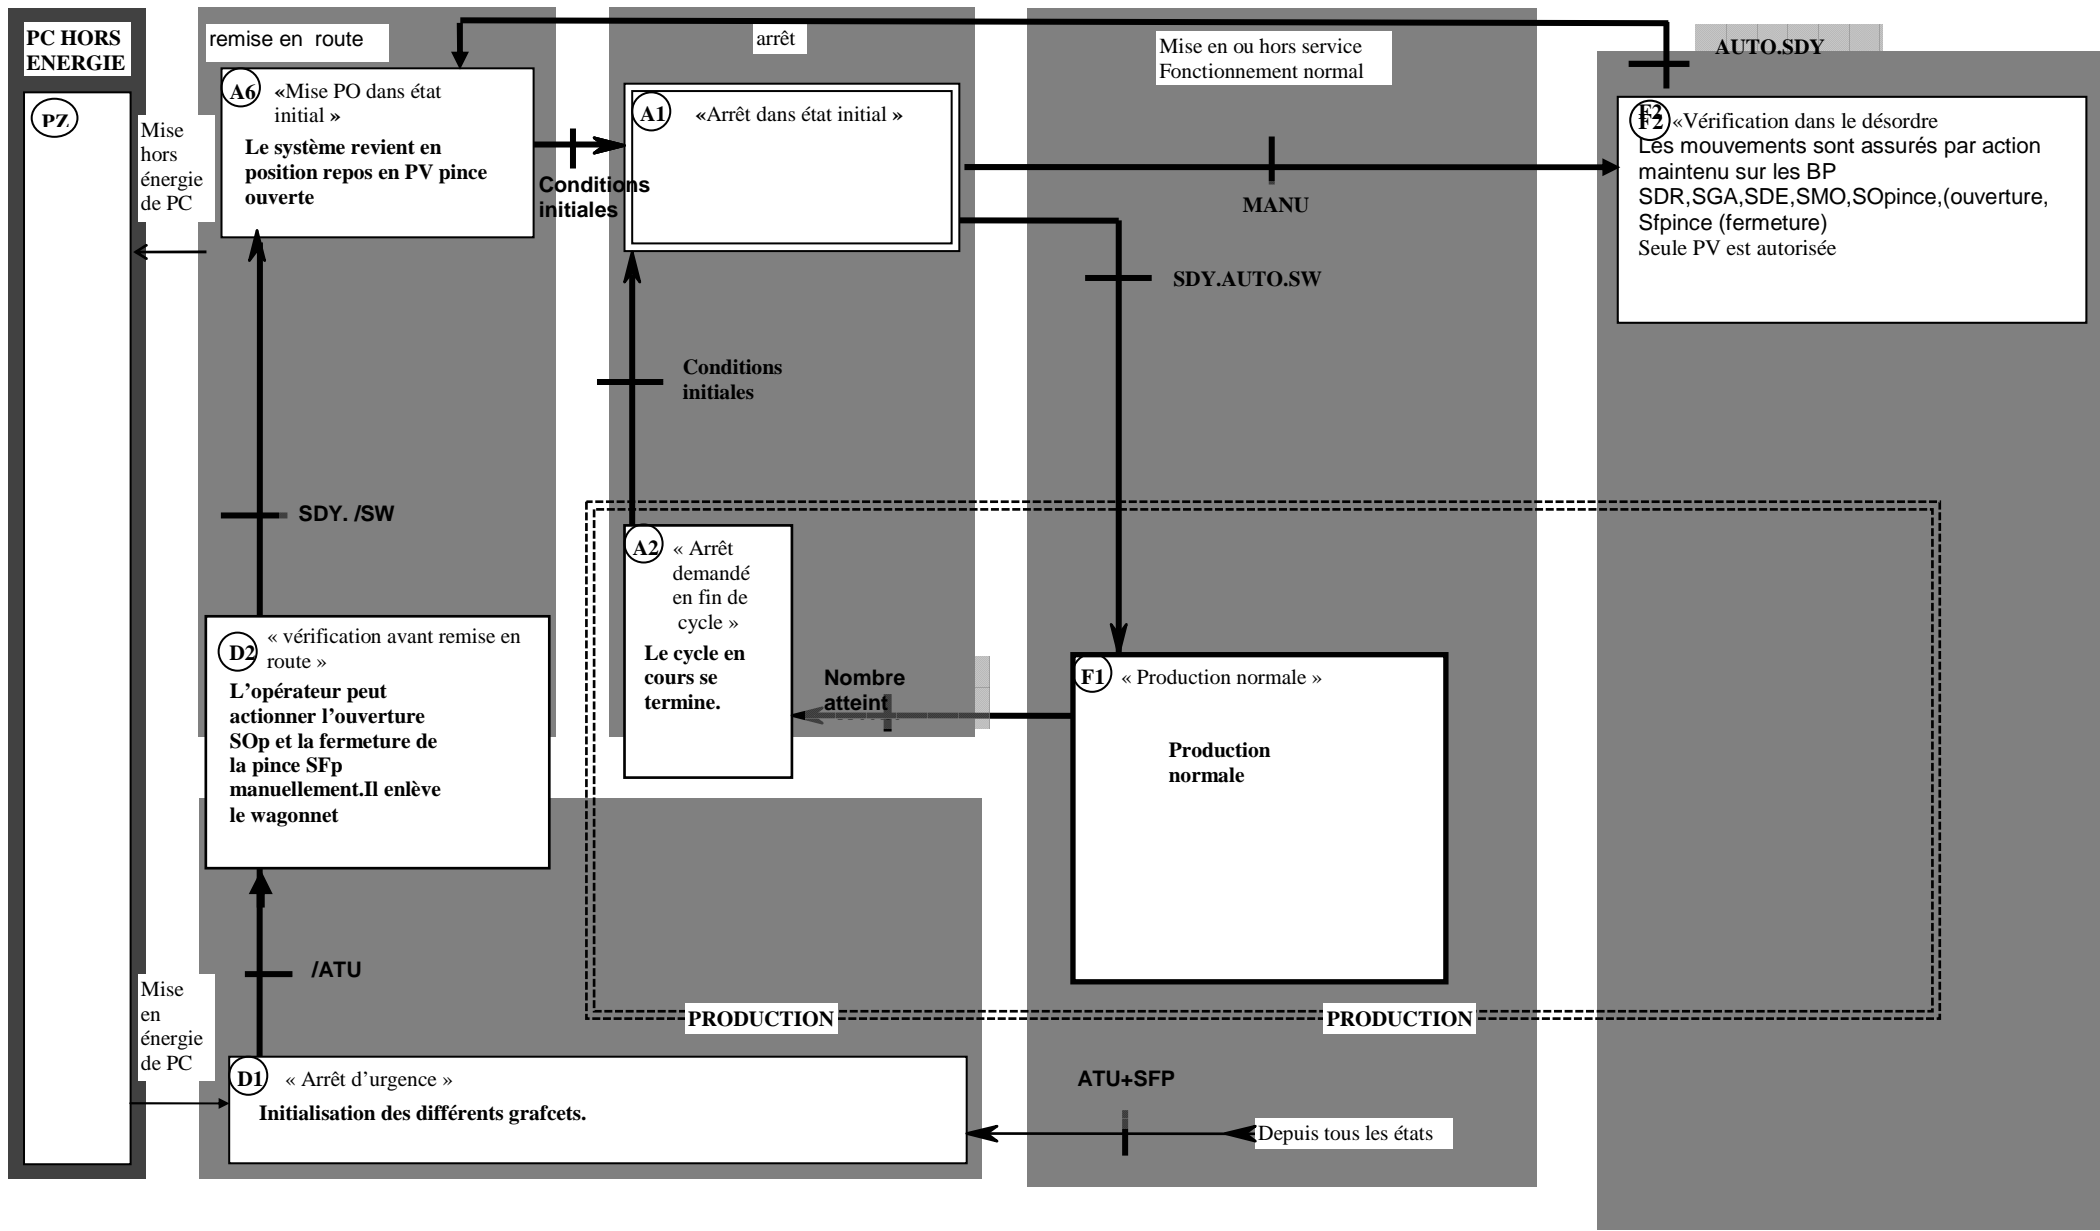 PC HORS
ENERGIE
PZ
Mise
hors
énergie
de PC
Mise
en
énergie
de PC
remise en  route
A6
«Mise PO dans état
initial »
Le système revient en
position repos en PV pince
ouverte
Conditions
initiales
arrêt
A1
«Arrêt dans état initial »
Mise en ou hors service
Fonctionnement normal
MANU
SDY.AUTO.SW
AUTO.SDY
F2
F2
«Vérification dans le désordre
Les mouvements sont assurés par action
maintenu sur les BP
SDR,SGA,SDE,SMO,SOpince,(ouverture,
Sfpince (fermeture)
Seule PV est autorisée
Conditions
initiales
SDY. /SW
A2
« Arrêt
demandé
en fin de
cycle »
Le cycle en
cours se
termine.
Nombre
atteint
F1
« Production normale »
Production
normale
D2
« vérification avant remise en
route »
L’opérateur peut
actionner l’ouverture
SOp et la fermeture de
la pince SFp
manuellement.Il enlève
le wagonnet
/ATU
PRODUCTION
PRODUCTION
D1
« Arrêt d’urgence »
Initialisation des différents grafcets.
ATU+SFP
Depuis tous les états